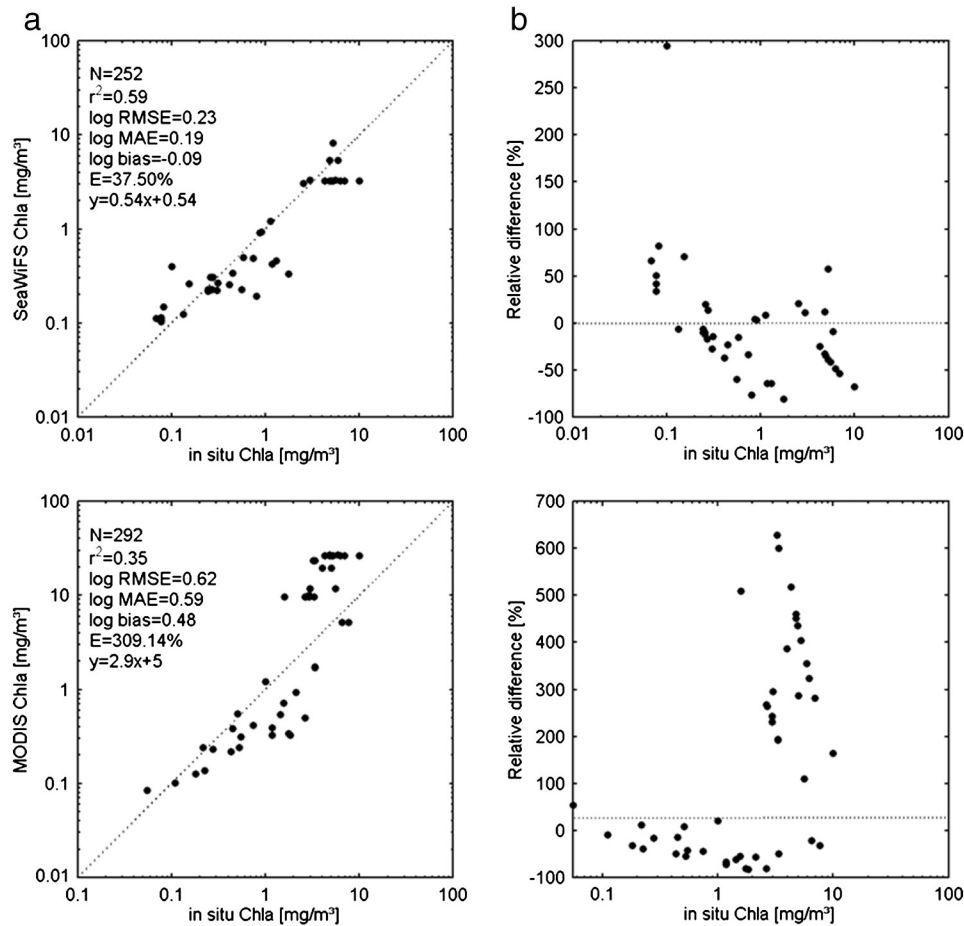 a
SeaWiFS Chla [mg/m³]
100
10
1
0.1
0.01
N=252
r²=0.59
log RMSE=0.23
log MAE=0.19
log bias=-0.09
E=37.50%
y=0.54x+0.54
0.01 0.1 1 10 100
in situ Chla [mg/m³]
b
Relative difference [%]
300
250
200
150
100
50
0
-50
-100
0.01 0.1 1 10 100
in situ Chla [mg/m³]
MODIS Chla [mg/m³]
100
10
1
0.1
0.01
N=292
r²=0.35
log RMSE=0.62
log MAE=0.59
log bias=0.48
E=309.14%
y=2.9x+5
0.01 0.1 1 10 100
in situ Chla [mg/m³]
Relative difference [%]
700
600
500
400
300
200
100
0
-100
0.1 1 10 100
in situ Chla [mg/m³]